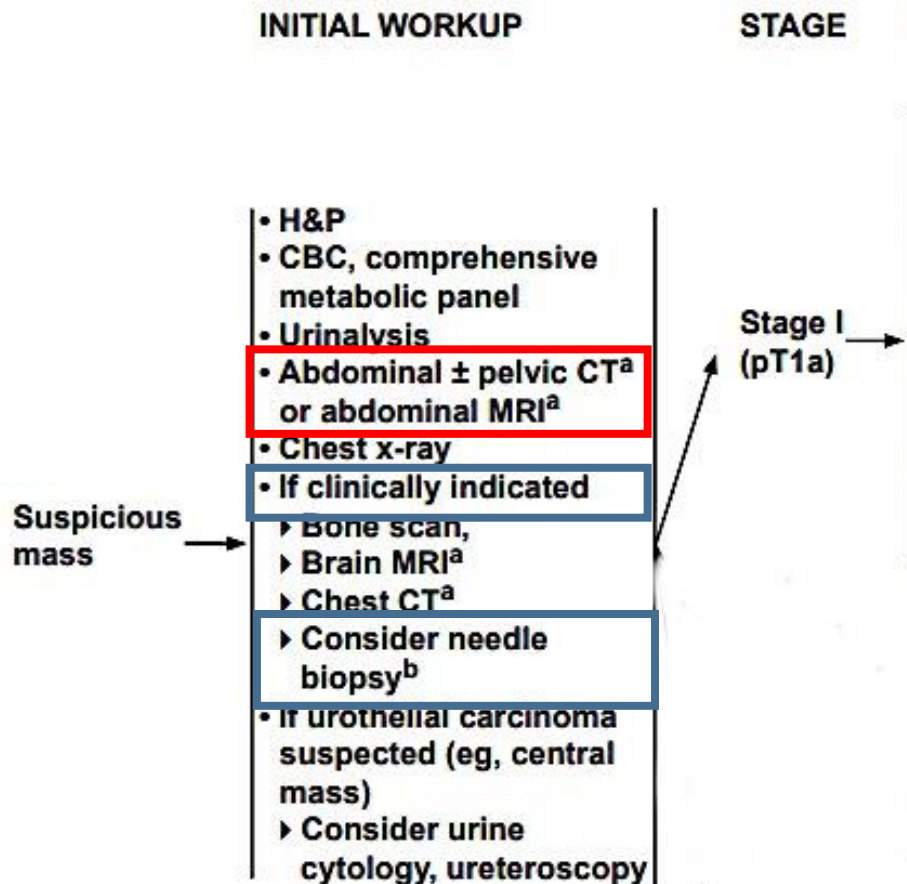 INITIAL WORKUP
STAGE
Suspicious
mass
• H&P
• CBC, comprehensive
metabolic panel
• Urinalysis
• Abdominal ± pelvic CTᵃ
or abdominal MRIᵃ
• Chest x-ray
• If clinically indicated
▸ Bone scan,
▸ Brain MRIᵃ
▸ Chest CTᵃ
▸ Consider needle
biopsyᵇ
• If urothelial carcinoma
suspected (eg, central
mass)
▸ Consider urine
cytology, ureteroscopy
Stage I
(pT1a)